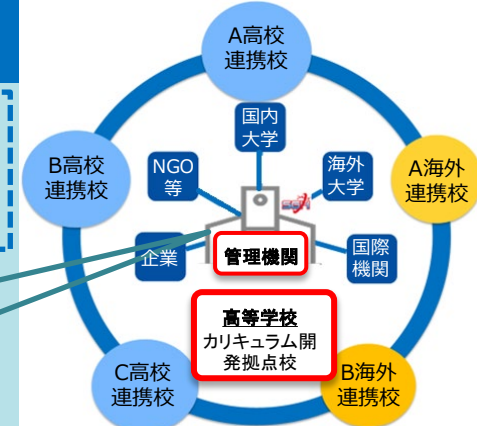 A高校
連携校
国内
大学
NGO
等
海外
大学
B高校
連携校
A海外
連携校
企業
管理機関
国際
機関
高等学校
カリキュラム開
発拠点校
C高校
連携校
B海外
連携校